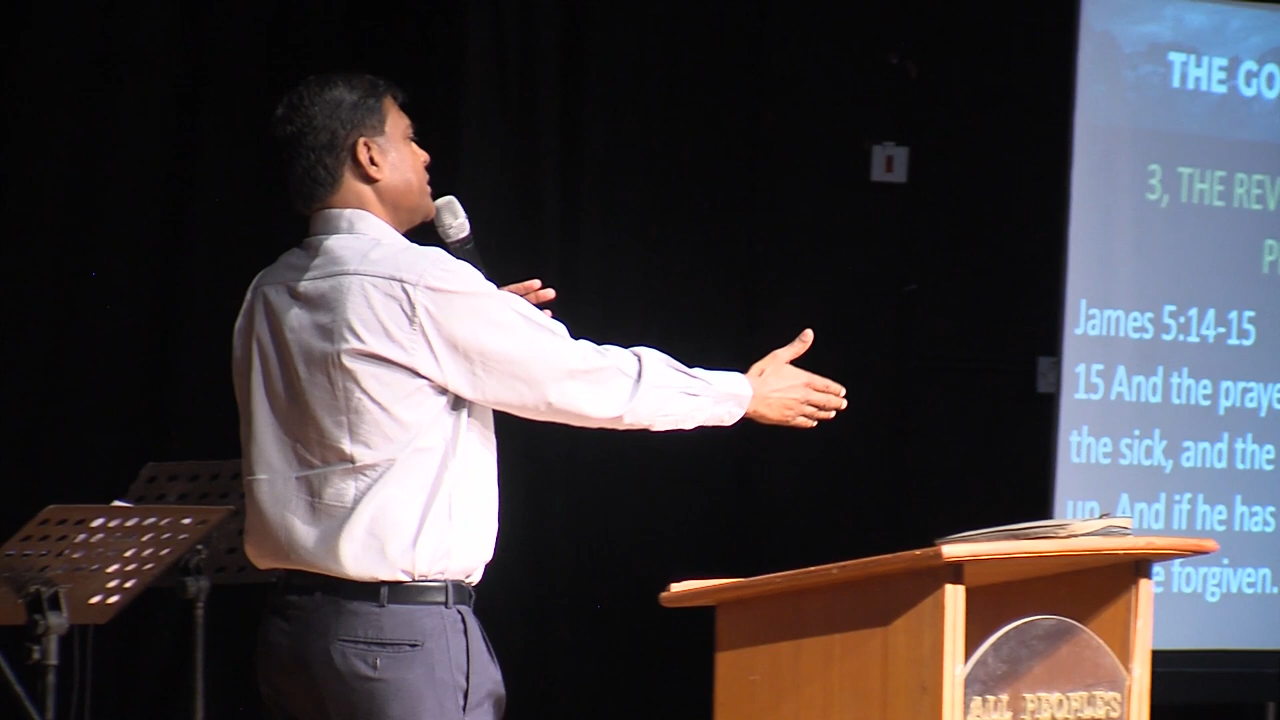 THE GO
3, THE REV
P
James 5:14-15
15 And the praye
the sick, and the
up. And if he has
e forgiven.
ALL PEOPLE'S